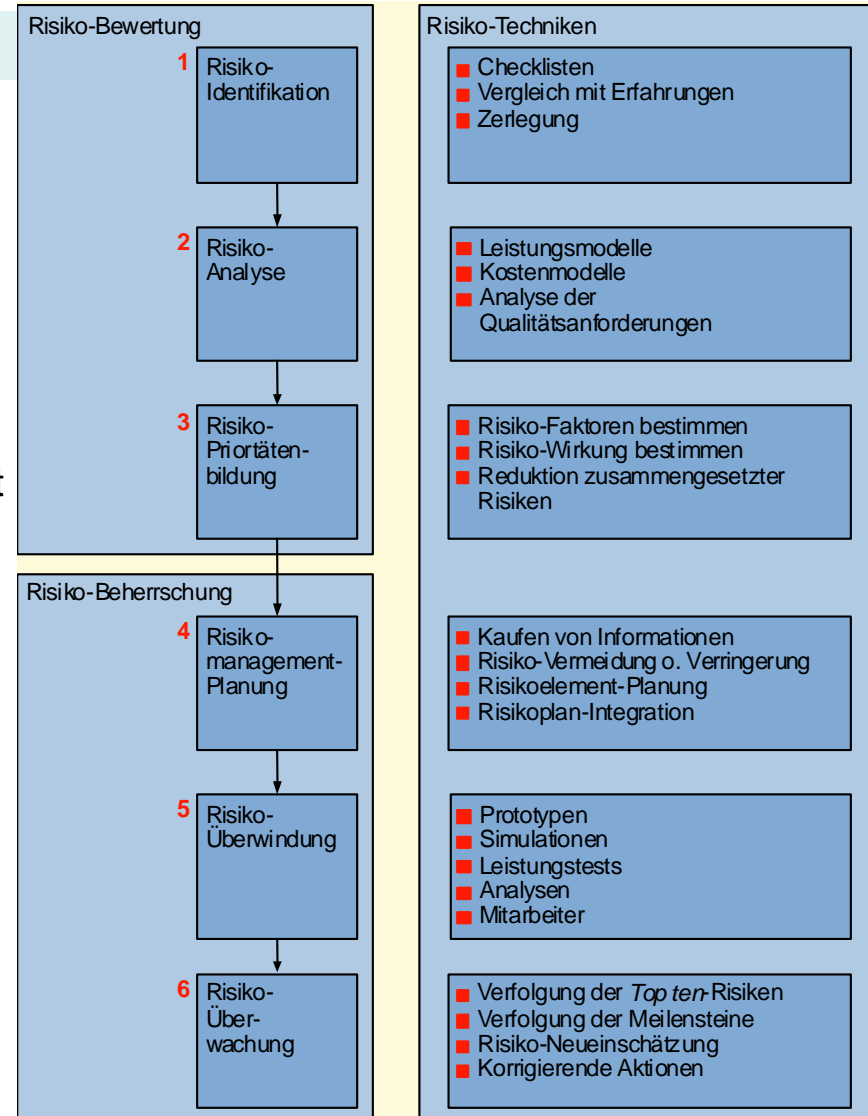 Risiko-Bewertung
Risiko-Techniken
1
Risiko-
Identifikation
Checklisten
Vergleich mit Erfahrungen
Zerlegung
2
Risiko-
Analyse
Leistungsmodelle
Kostenmodelle
Analyse der
Qualitätsanforderungen
3
Risiko-
Priortäten-
bildung
Risiko-Faktoren bestimmen
Risiko-Wirkung bestimmen
Reduktion zusammengesetzter
Risiken
Risiko-Beherrschung
4
Risiko-
management-
Planung
Kaufen von Informationen
Risiko-Vermeidung o. Verringerung
Risikoelement-Planung
Risikoplan-Integration
5
Risiko-
Überwindung
Prototypen
Simulationen
Leistungstests
Analysen
Mitarbeiter
6
Risiko-
Über-
wachung
Verfolgung der Top ten-Risiken
Verfolgung der Meilensteine
Risiko-Neueinschätzung
Korrigierende Aktionen